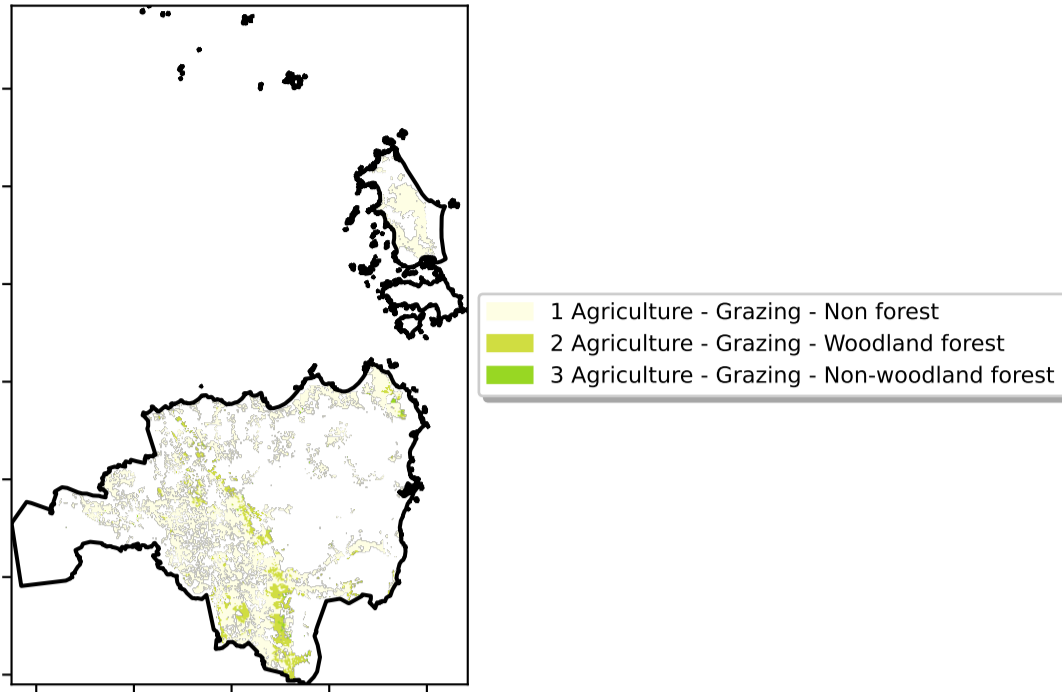 1 Agriculture - Grazing - Non forest
2 Agriculture - Grazing - Woodland forest
3 Agriculture - Grazing - Non-woodland forest